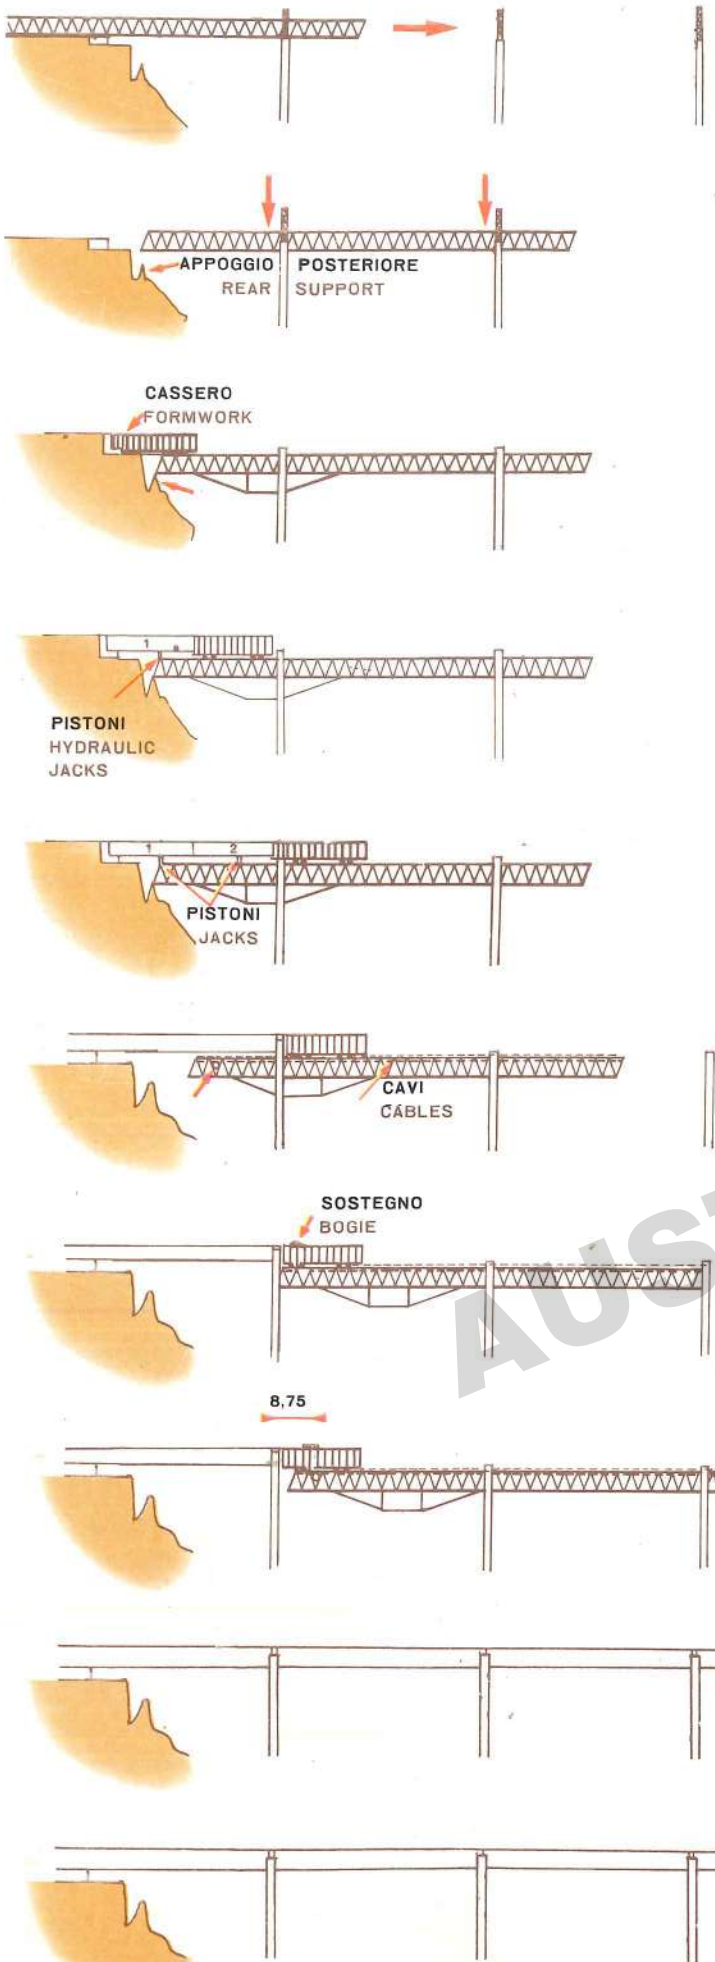 APPOGGIO POSTERIORE
REAR SUPPORT
CASSERO
FORMWORK
1
PISTONI
HYDRAULIC
JACKS
1 2
PISTONI
JACKS
CAVI
CABLES
SOSTEGNO
BOGIE
AUST
8,75